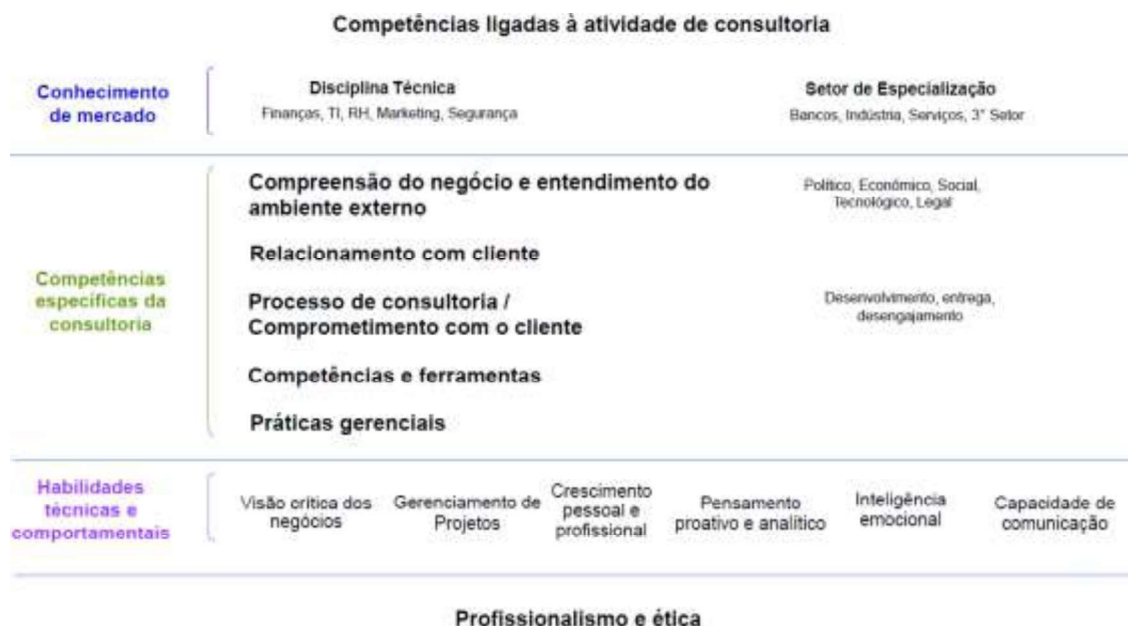 Competências ligadas à atividade de consultoria
Conhecimento
de mercado
Disciplina Técnica
Finanças, TI, RH, Marketing, Segurança
Setor de Especialização
Bancos, Indústria, Serviços, 3° Setor
Competências
específicas da
consultoria
Compreensão do negócio e entendimento do
ambiente externo
Político, Econômico, Social,
Tecnológico, Legal
Relacionamento com cliente
Processo de consultoria /
Comprometimento com o cliente
Desenvolvimento, entrega,
desengajamento
Competências e ferramentas
Práticas gerenciais
Habilidades
técnicas e
comportamentais
Visão crítica dos
negócios
Gerenciamento de
Projetos
Crescimento
pessoal e
profissional
Pensamento
proativo e analítico
Inteligência
emocional
Capacidade de
comunicação
Profissionalismo e ética